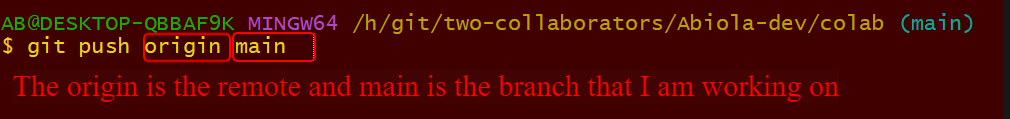 AB@DESKTOP-QBBAF9K MINGW64 /h/git/two-collaborators/Abiola-dev/colab (main)
$ git push origin main
The origin is the remote and main is the branch that I am working on